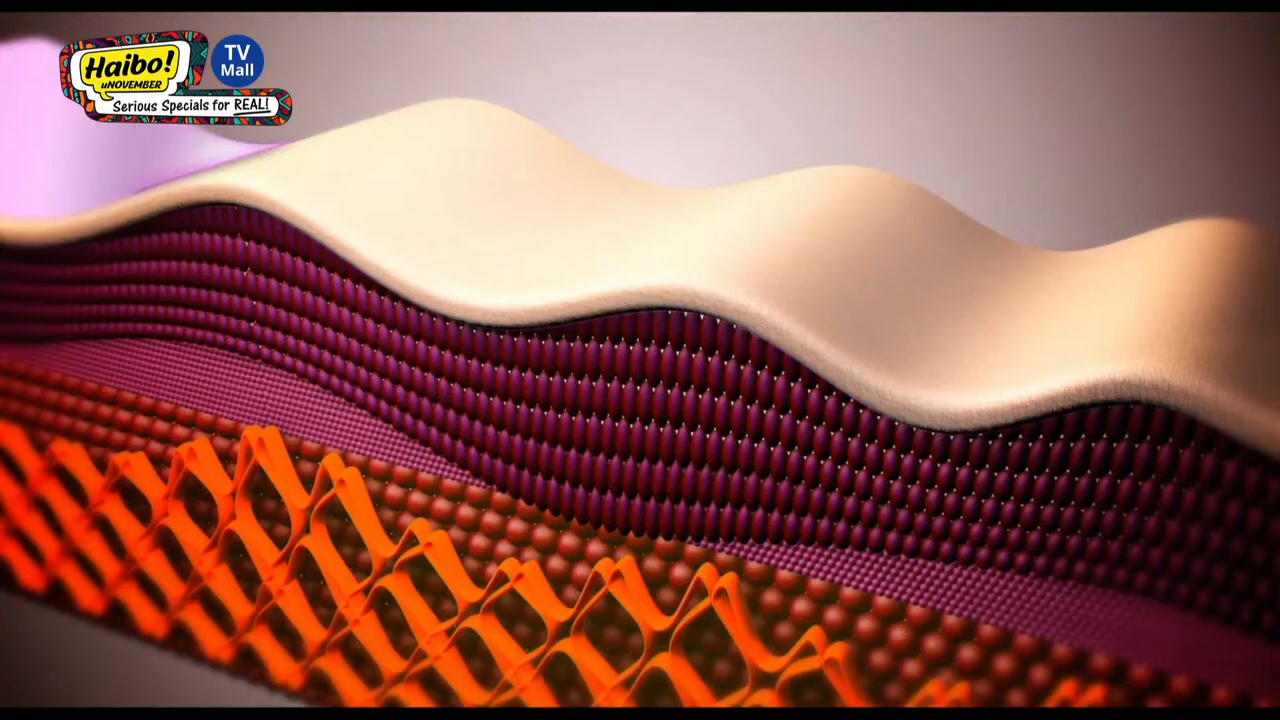 Haibo!
uNOVEMBER
Serious Specials for REAL!
TV
Mall